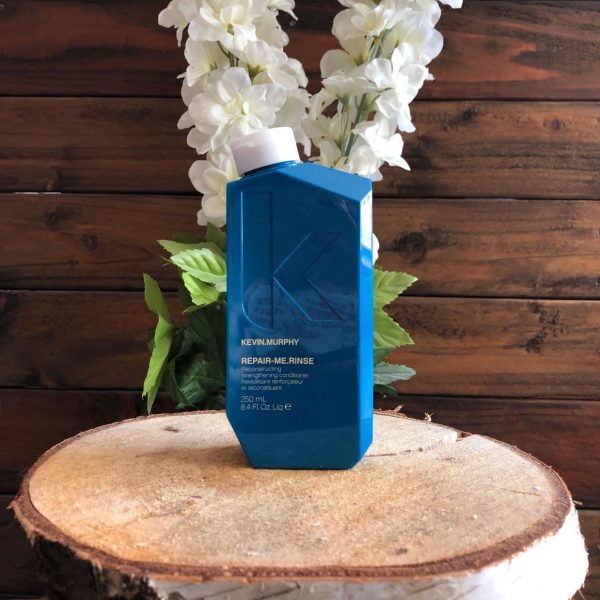 K
KEVIN.MURPHY
REPAIR-ME.RINSE
Reconstructing
strengthening conditioner
Revitalisant renforçateur
et reconstituant
250 mL
8.4 Fl. Oz. Liq. ℮